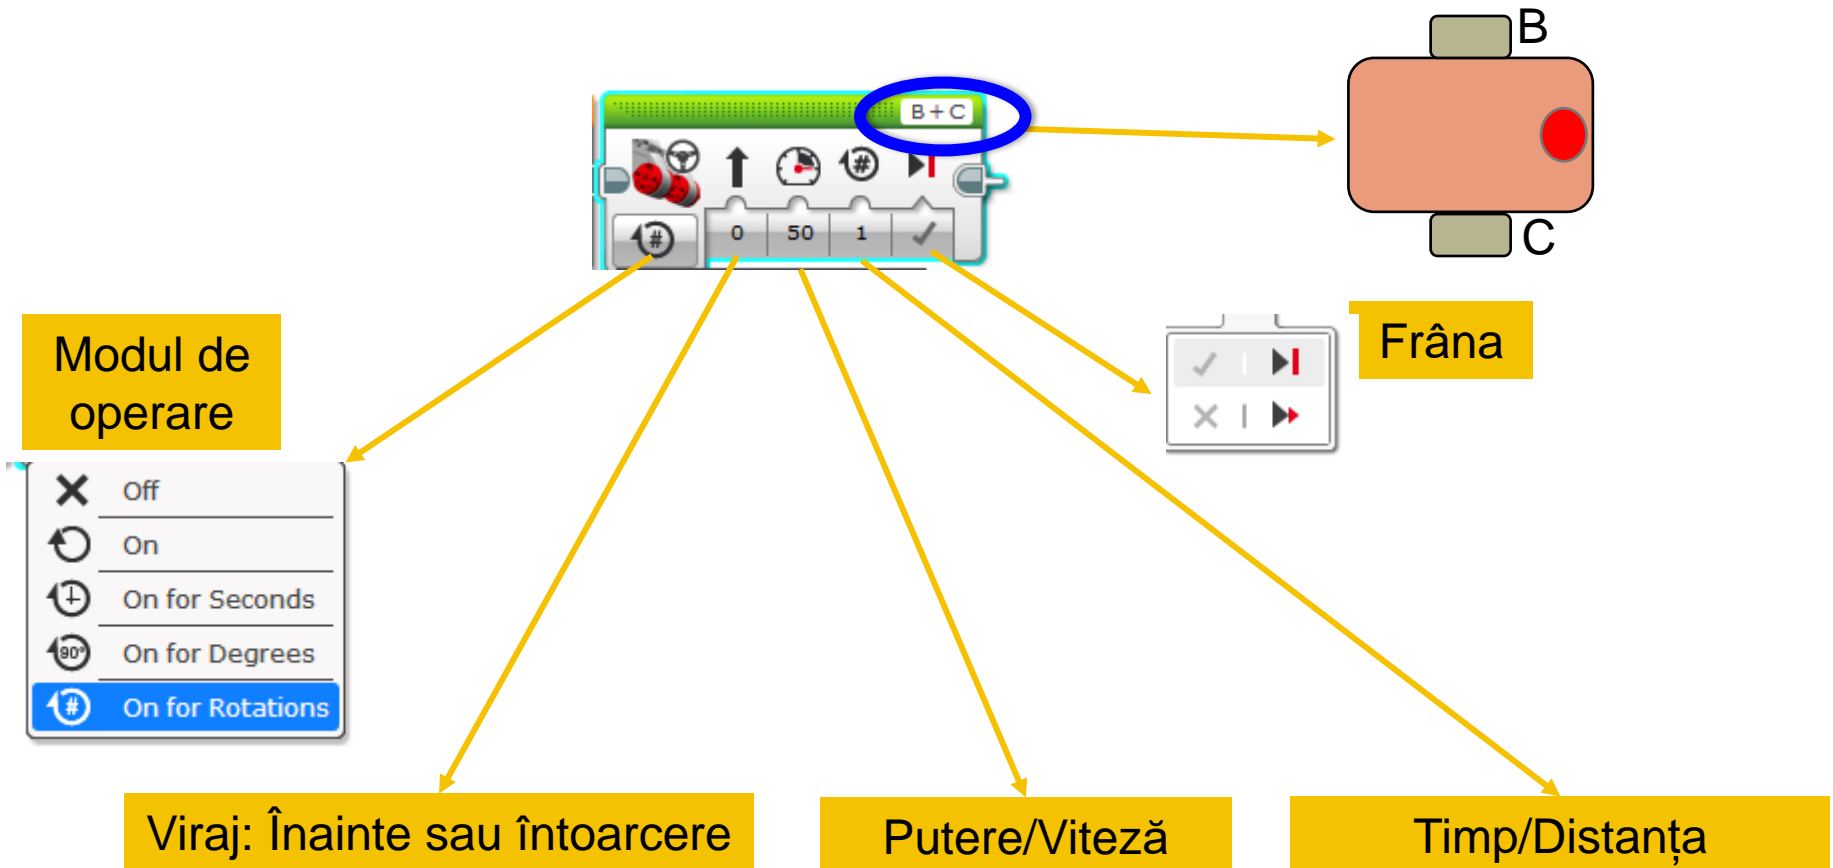 B
B + C
#
#
0
50
1
C
Modul de
operare
Frâna
Off
On
On for Seconds
90°
On for Degrees
#
On for Rotations
Viraj: Înainte sau întoarcere
Putere/Viteză
Timp/Distanța